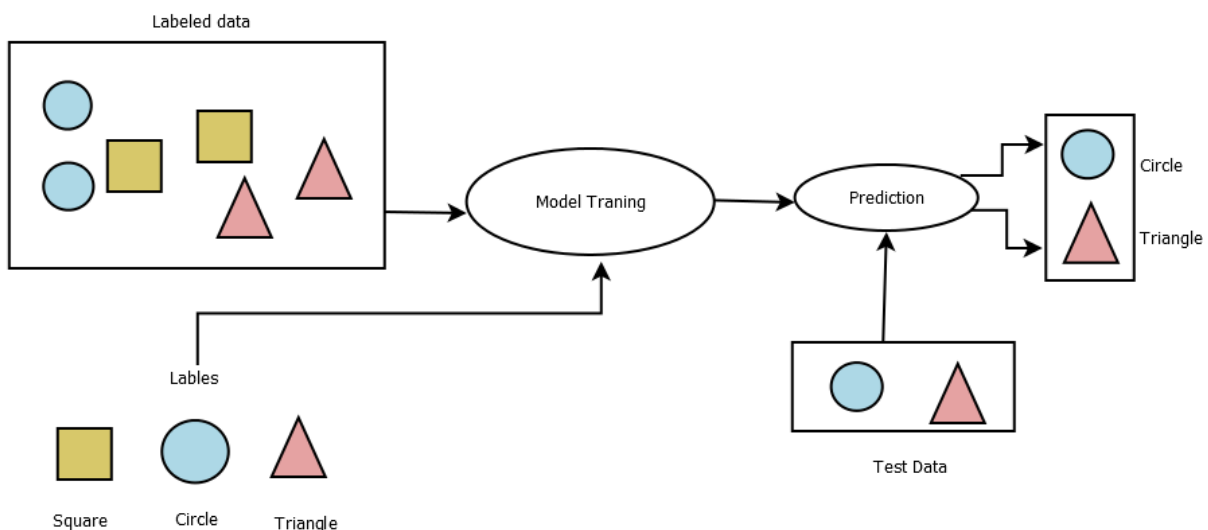 Labeled data
Model Traning
Prediction
Circle
Triangle
Lables
Test Data
Square
Circle
Triangle